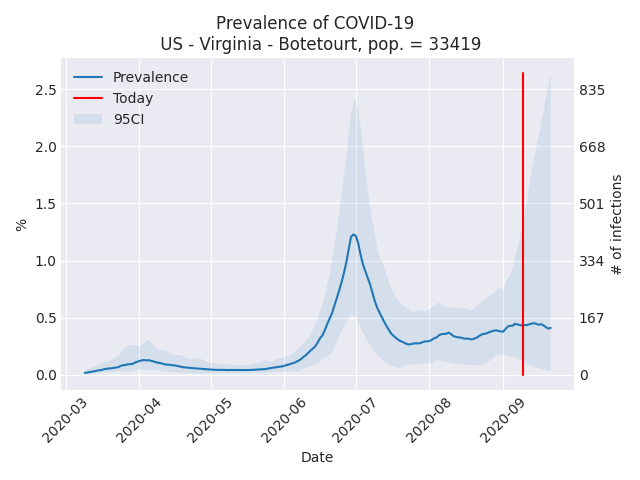 Prevalence of COVID-19
US - Virginia - Botetourt, pop. = 33419
Prevalence
Today
95CI
2.5
2.0
1.5
1.0
0.5
0.0
%
835
668
501
334
167
0
# of infections
2020-03
2020-04
2020-05
2020-06
2020-07
2020-08
2020-09
Date